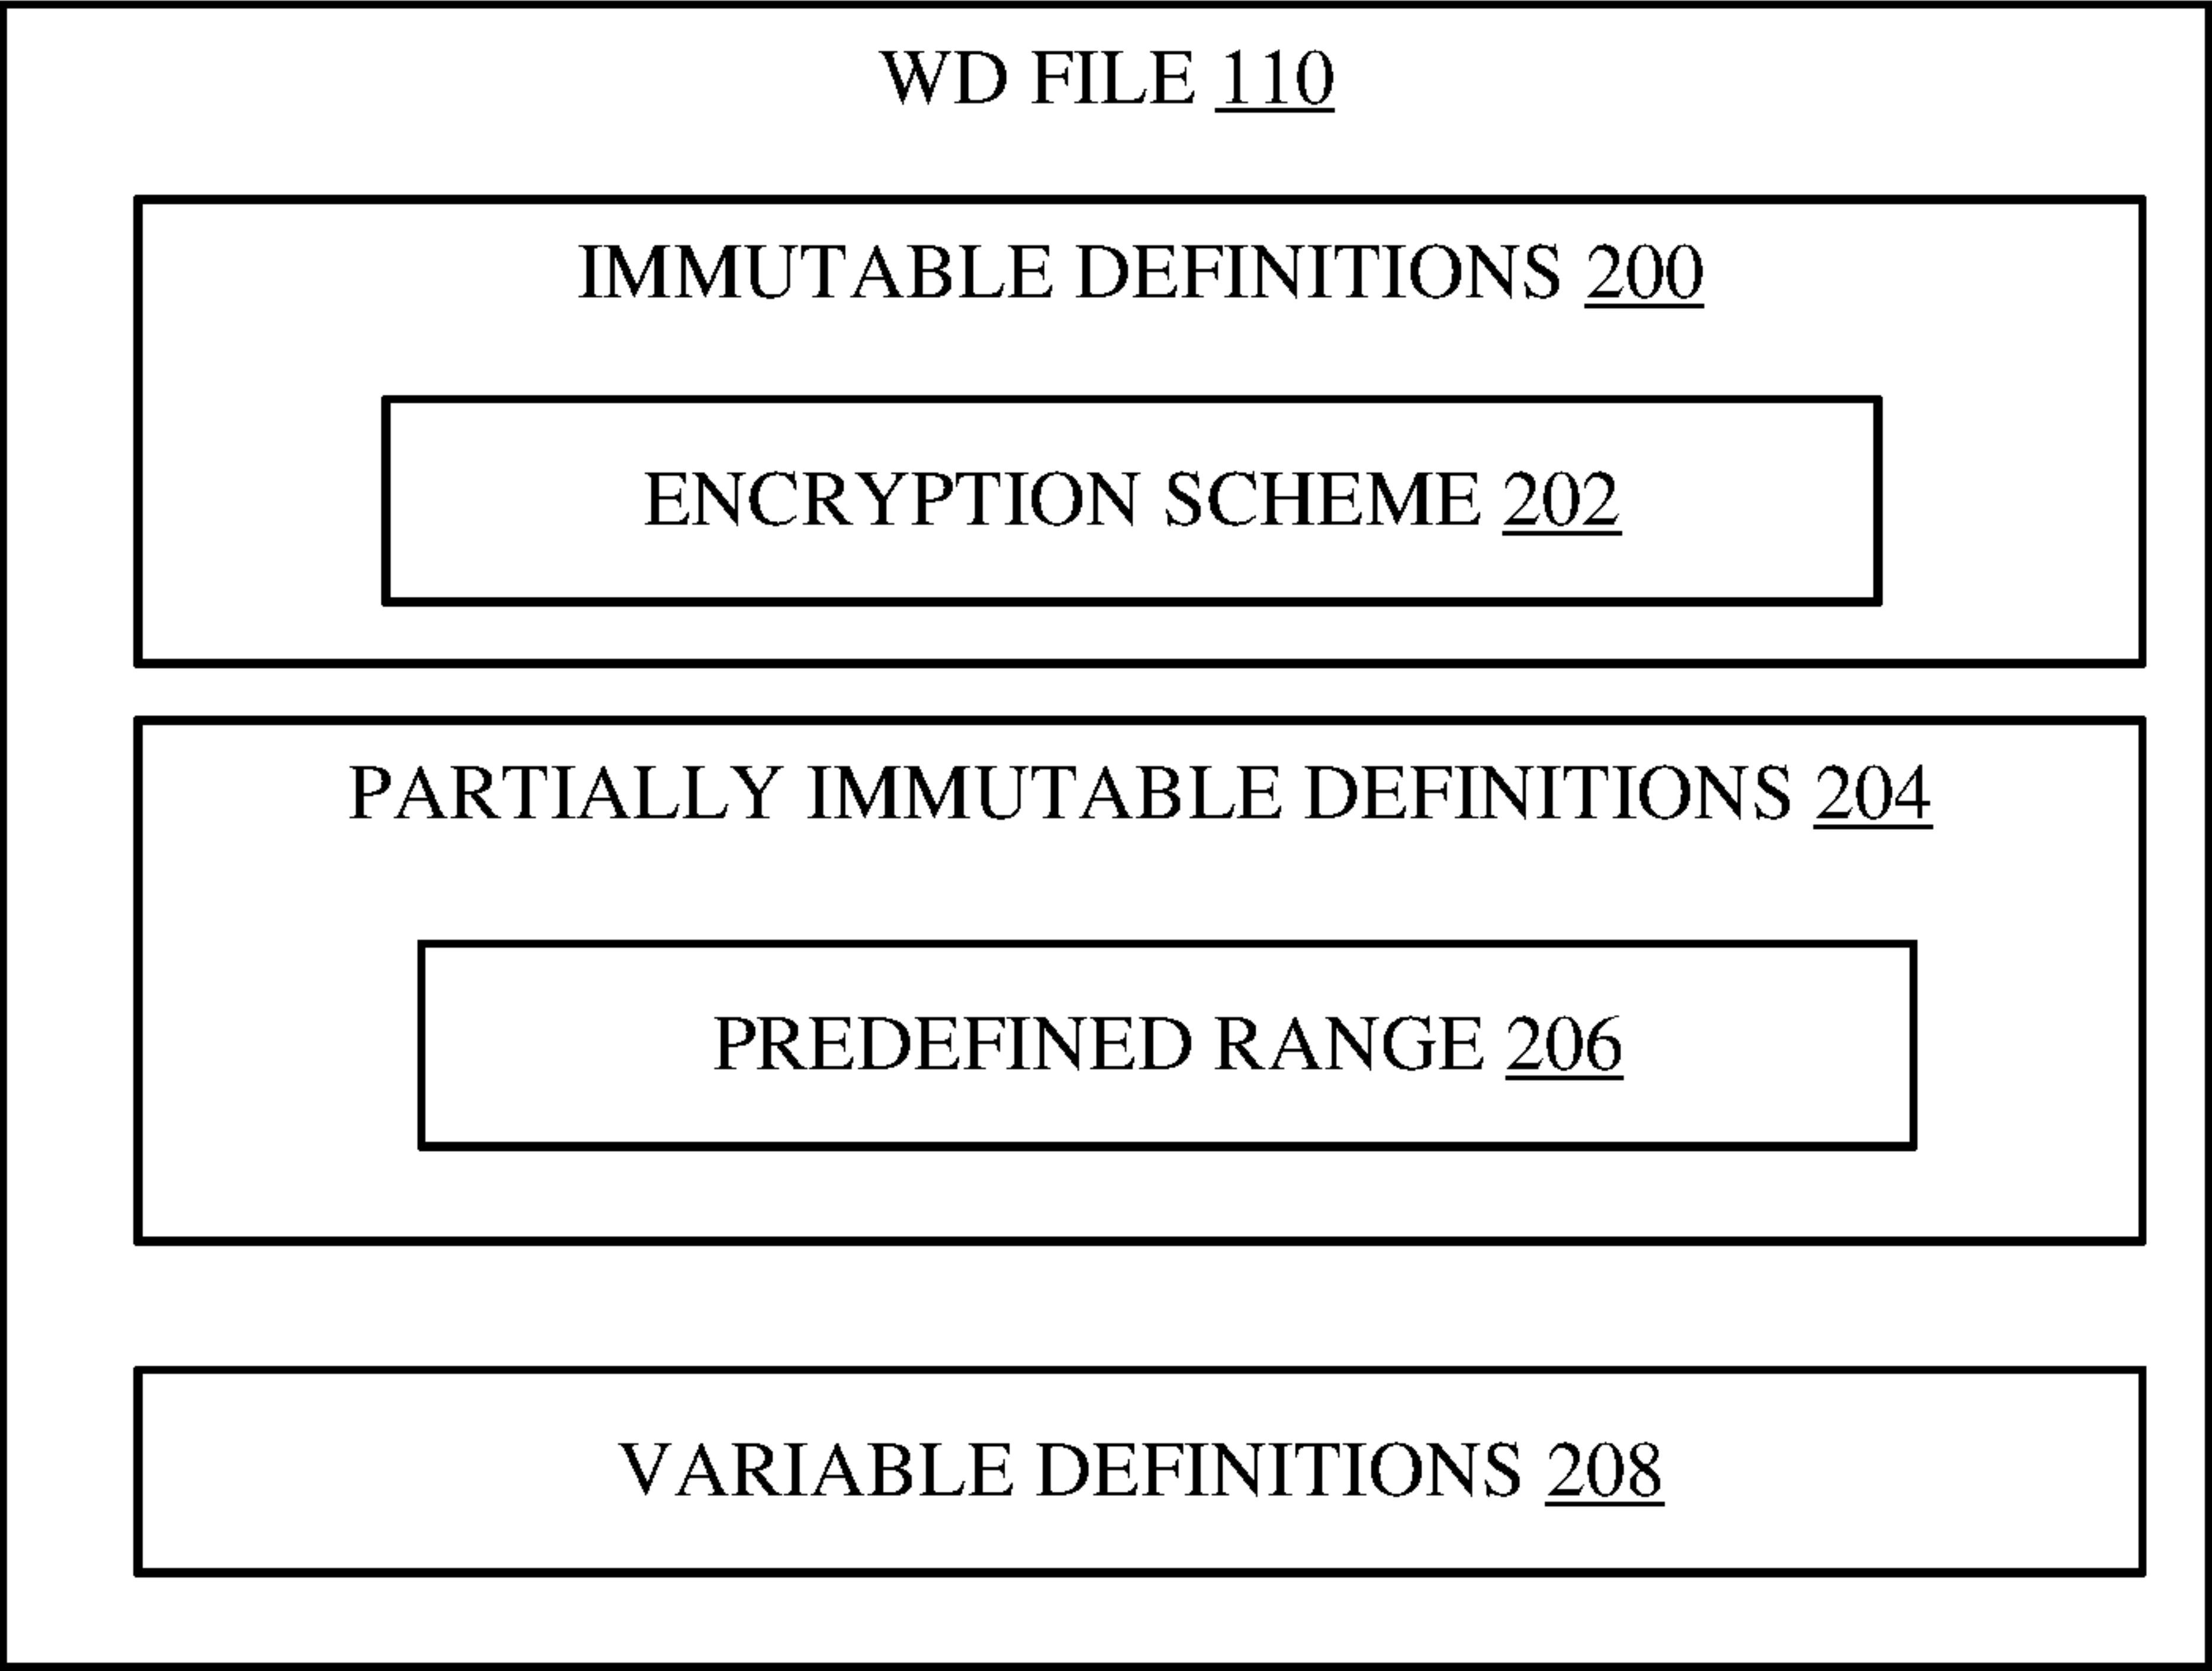 WD FILE 110
IMMUTABLE DEFINITIONS 200
ENCRYPTION SCHEME 202
PARTIALLY IMMUTABLE DEFINITIONS 204
PREDEFINED RANGE 206
VARIABLE DEFINITIONS 208